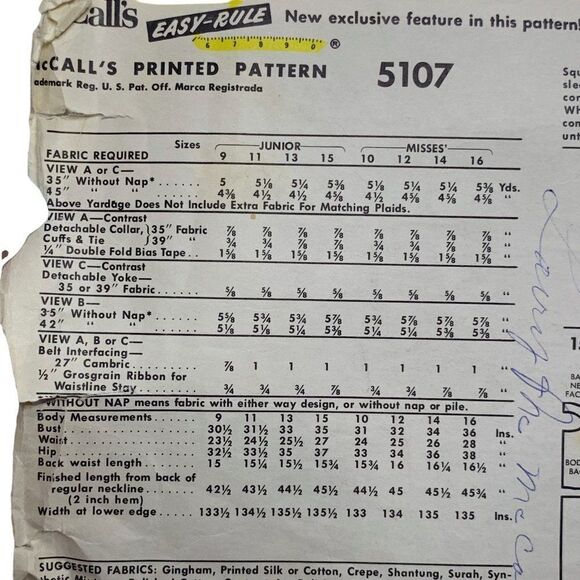 Call's EASY-RULE New exclusive feature in this pattern!
6 7 8 9 0 ®
McCALL'S PRINTED PATTERN 5107
ademark Reg. U. S. Pat. Off. Marca Registrada
Sizes JUNIOR MISSES'
FABRIC REQUIRED 9 11 13 15 10 12 14 16
VIEW A or C—
35" Without Nap* 5 5⅛ 5¼ 5⅜ 5⅛ 5¼ 5¼ 5⅜ Yds.
45" " " 4⅜ 4½ 4½ 4⅝ 4½ 4½ 4⅝ 4⅝ "
Above Yardage Does Not Include Extra Fabric For Matching Plaids.
VIEW A—Contrast
Detachable Collar, 35" Fabric ⅞ ⅞ ⅞ ⅞ ⅞ ⅞ ⅞ ⅞ "
Cuffs & Tie 39" " ¾ ¾ ⅞ ⅞ ¾ ¾ ⅞ ⅞ "
¼" Double Fold Bias Tape 1⅝ 1⅝ 1⅝ 1⅝ 1⅝ 1⅝ 1⅝ 1⅝ "
VIEW C—Contrast
Detachable Yoke—
35 or 39" Fabric ⅝ ⅝ ⅝ ⅝ ⅝ ⅝ ⅝ ⅝ "
VIEW B—
35" Without Nap* 5⅝ 5¾ 5⅞ 5⅞ 5¾ 5¾ 5⅞ 5⅞ "
42" " " 5⅛ 5⅛ 5¼ 5⅜ 5⅛ 5¼ 5¼ 5⅜ "
VIEW A, B or C—
Belt Interfacing—
27" Cambric ⅞ 1 1 1 1 1 1 1 "
½" Grosgrain Ribbon for
Waistline Stay ¾ ¾ ¾ ⅞ ¾ ¾ ⅞ ⅞ "
*WITHOUT NAP means fabric with either way design, or without nap or pile.
Body Measurements 9 11 13 15 10 12 14 16
Bust 30½ 31½ 33 35 31 32 34 36 Ins.
Waist 23½ 24½ 25½ 27 24 25 26 28 "
Hip 32½ 33½ 35 37 33 34 36 38 "
Back waist length 15 15¼ 15½ 15¾ 15¾ 16 16¼ 16½ "
Finished length from back of
regular neckline 42½ 43½ 44½ 45½ 44½ 45 45½ 45¾ "
(2 inch hem)
Width at lower edge 133½ 134½ 135½ 133½ 134 135 134 135 Ins.
SUGGESTED FABRICS: Gingham, Printed Silk or Cotton, Crepe, Shantung, Surah, Syn-